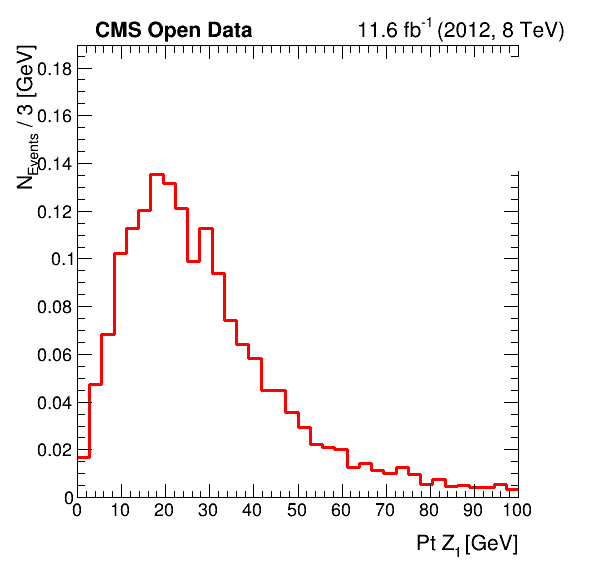 CMS Open Data
11.6 fb⁻¹ (2012, 8 TeV)
N_Events / 3 [GeV]
0.18
0.16
0.14
0.12
0.1
0.08
0.06
0.04
0.02
0
0 10 20 30 40 50 60 70 80 90 100
Pt Z₁ [GeV]